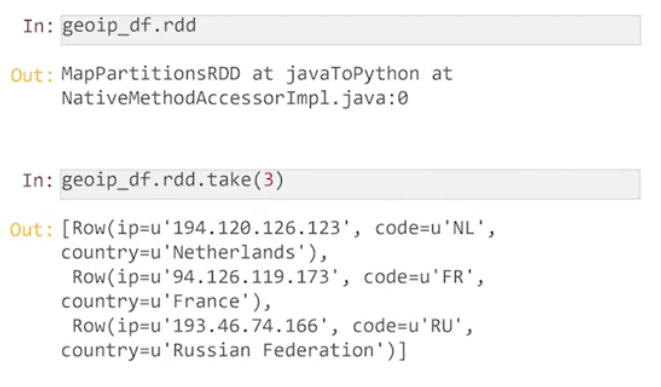 In: geoip_df.rdd
Out: MapPartitionsRDD at javaToPython at
NativeMethodAccessorImpl.java:0
In: geoip_df.rdd.take(3)
Out: [Row(ip=u'194.120.126.123', code=u'NL',
country=u'Netherlands'),
Row(ip=u'94.126.119.173', code=u'FR',
country=u'France'),
Row(ip=u'193.46.74.166', code=u'RU',
country=u'Russian Federation')]